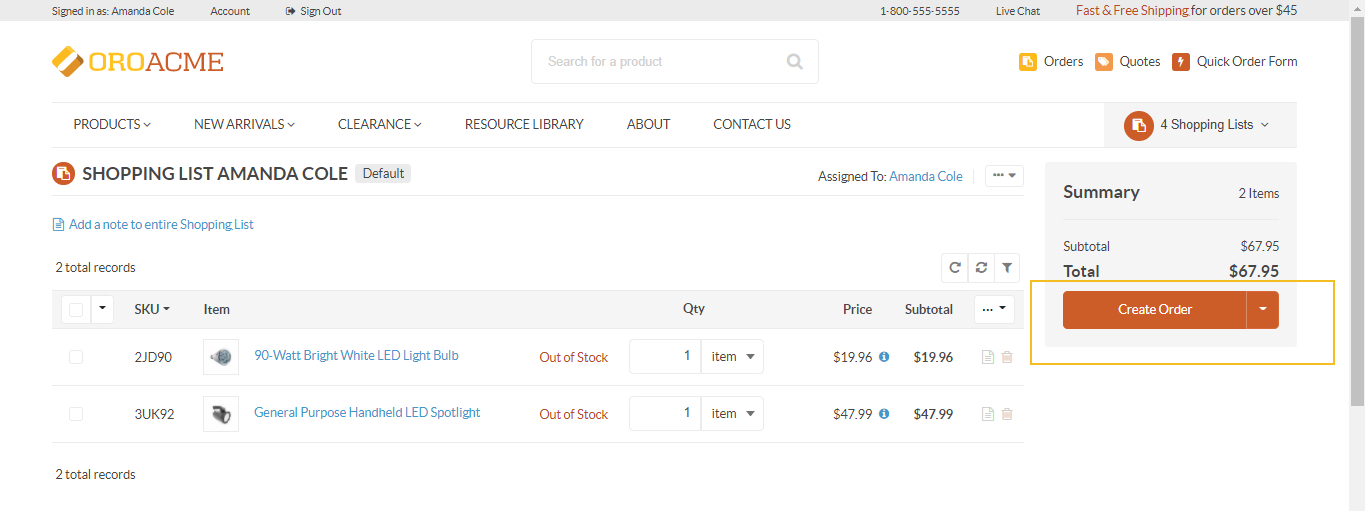 Signed in as: Amanda Cole Account Sign Out 1-800-555-5555 Live Chat Fast & Free Shipping for orders over $45
OROACME Search for a product Orders Quotes Quick Order Form
PRODUCTS NEW ARRIVALS CLEARANCE RESOURCE LIBRARY ABOUT CONTACT US 4 Shopping Lists
SHOPPING LIST AMANDA COLE Default Assigned To: Amanda Cole ...
Add a note to entire Shopping List
2 total records
SKU Item Qty Price Subtotal ...
2JD90 90-Watt Bright White LED Light Bulb Out of Stock 1 item $19.96 $19.96
3UK92 General Purpose Handheld LED Spotlight Out of Stock 1 item $47.99 $47.99
2 total records
Summary 2 Items
Subtotal $67.95
Total $67.95
Create Order